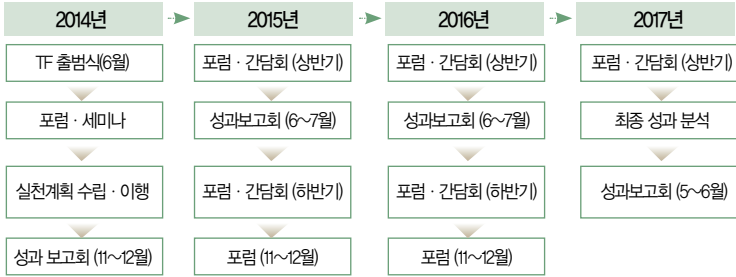 2014년
TF 출범식(6월)
포럼 · 세미나
실천계획 수립 · 이행
성과 보고회 (11~12월)
2015년
포럼 · 간담회 (상반기)
성과보고회 (6~7월)
포럼 · 간담회 (하반기)
포럼 (11~12월)
2016년
포럼 · 간담회 (상반기)
성과보고회 (6~7월)
포럼 · 간담회 (하반기)
포럼 (11~12월)
2017년
포럼 · 간담회 (상반기)
최종 성과 분석
성과보고회 (5~6월)